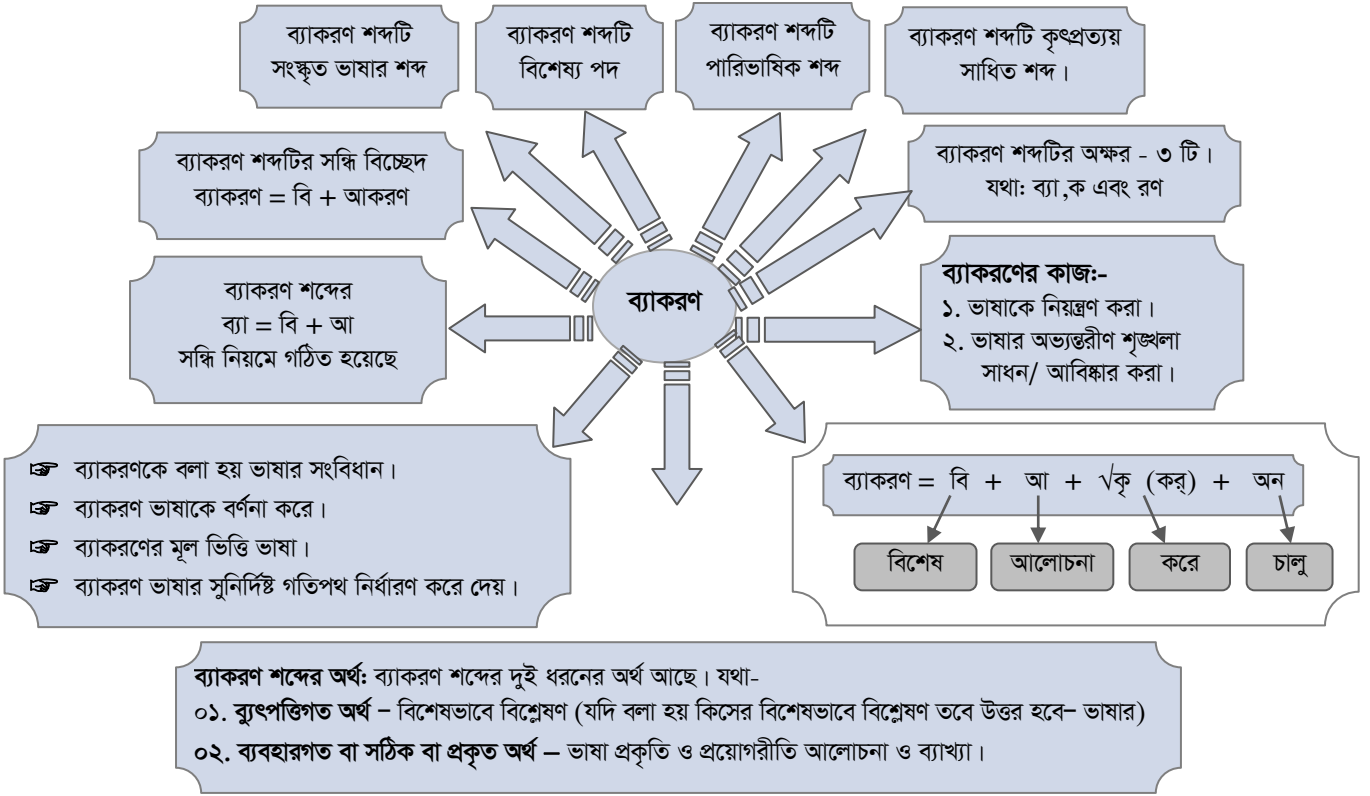 ব্যাকরণ শব্দটি
সংস্কৃত ভাষার শব্দ
ব্যাকরণ শব্দটি
বিশেষ্য পদ
ব্যাকরণ শব্দটি
পারিভাষিক শব্দ
ব্যাকরণ শব্দটি কৃৎপ্রত্যয়
সাধিত শব্দ।
ব্যাকরণ শব্দটির সন্ধি বিচ্ছেদ
ব্যাকরণ = বি + আকরণ
ব্যাকরণ শব্দটির অক্ষর - ৩ টি।
যথা: ব্যা,ক এবং রণ
ব্যাকরণ শব্দের
ব্যা = বি + আ
সন্ধি নিয়মে গঠিত হয়েছে
ব্যাকরণ
ব্যাকরণের কাজ:-
১. ভাষাকে নিয়ন্ত্রণ করা।
২. ভাষার অভ্যন্তরীণ শৃঙ্খলা
সাধন/ আবিষ্কার করা।
☞ ব্যাকরণকে বলা হয় ভাষার সংবিধান।
☞ ব্যাকরণ ভাষাকে বর্ণনা করে।
☞ ব্যাকরণের মূল ভিত্তি ভাষা।
☞ ব্যাকরণ ভাষার সুনির্দিষ্ট গতিপথ নির্ধারণ করে দেয়।
ব্যাকরণ = বি + আ + √কৃ (কর্) + অন
বিশেষ আলোচনা করে চালু
ব্যাকরণ শব্দের অর্থ: ব্যাকরণ শব্দের দুই ধরনের অর্থ আছে। যথা-
০১. ব্যুৎপত্তিগত অর্থ – বিশেষভাবে বিশ্লেষণ (যদি বলা হয় কিসের বিশেষভাবে বিশ্লেষণ তবে উত্তর হবে– ভাষার)
০২. ব্যবহারগত বা সঠিক বা প্রকৃত অর্থ – ভাষা প্রকৃতি ও প্রয়োগরীতি আলোচনা ও ব্যাখ্যা।